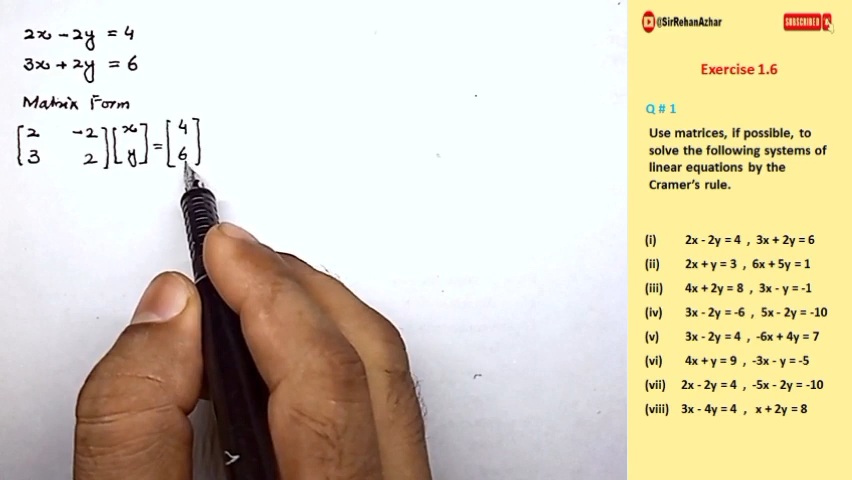 2x - 2y = 4
3x + 2y = 6
Matrix Form
[2 -2] [x] = [4]
[3 2] [y] [6]
@SirRehanAzhar
SUBSCRIBED
Exercise 1.6
Q # 1
Use matrices, if possible, to
solve the following systems of
linear equations by the
Cramer's rule.
(i) 2x - 2y = 4 , 3x + 2y = 6
(ii) 2x + y = 3 , 6x + 5y = 1
(iii) 4x + 2y = 8 , 3x - y = -1
(iv) 3x - 2y = -6 , 5x - 2y = -10
(v) 3x - 2y = 4 , -6x + 4y = 7
(vi) 4x + y = 9 , -3x - y = -5
(vii) 2x - 2y = 4 , -5x - 2y = -10
(viii) 3x - 4y = 4 , x + 2y = 8